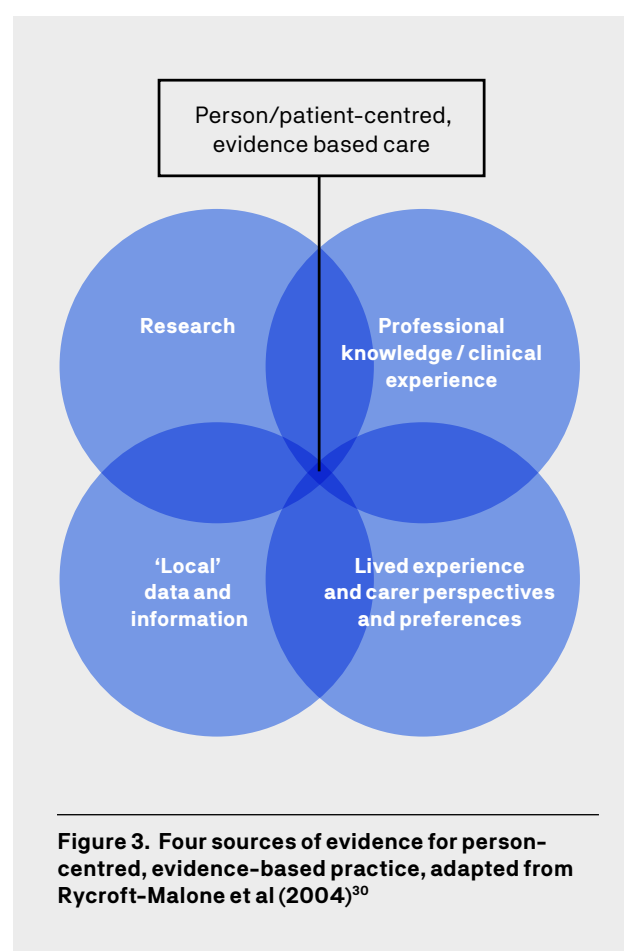 Person/patient-centred,
evidence based care
Research
Professional
knowledge / clinical
experience
‘Local’
data and
information
Lived experience
and carer perspectives
and preferences
Figure 3. Four sources of evidence for person-
centred, evidence-based practice, adapted from
Rycroft-Malone et al (2004)³⁰